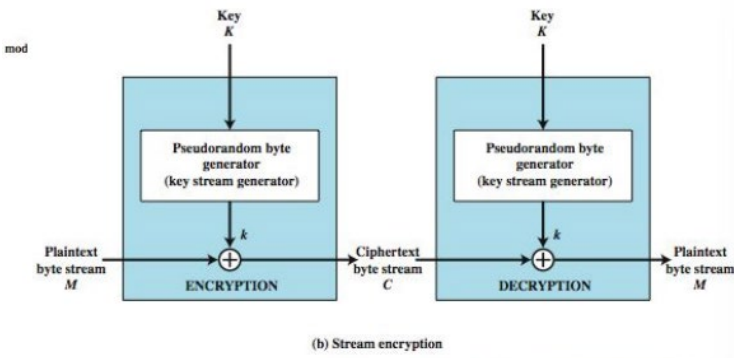 Key
K
Key
K
mod
Pseudorandom byte
generator
(key stream generator)
Pseudorandom byte
generator
(key stream generator)
k
k
Plaintext
byte stream
M
ENCRYPTION
Ciphertext
byte stream
C
DECRYPTION
Plaintext
byte stream
M
(b) Stream encryption